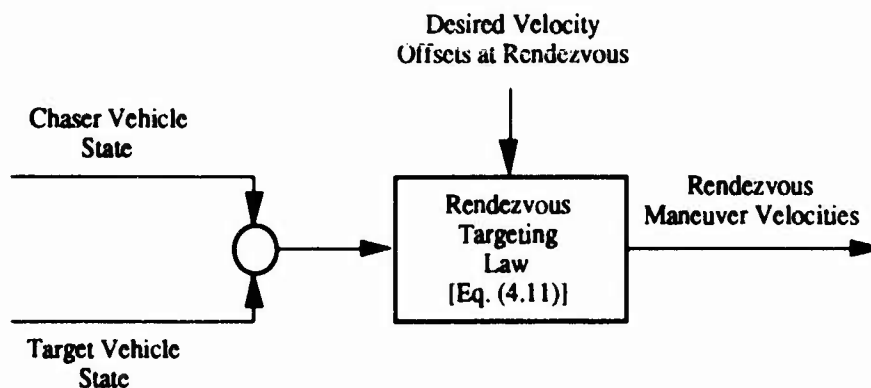 Desired Velocity
Offsets at Rendezvous
Chaser Vehicle
State
Rendezvous
Targeting
Law
[Eq. (4.11)]
Rendezvous
Maneuver Velocities
Target Vehicle
State